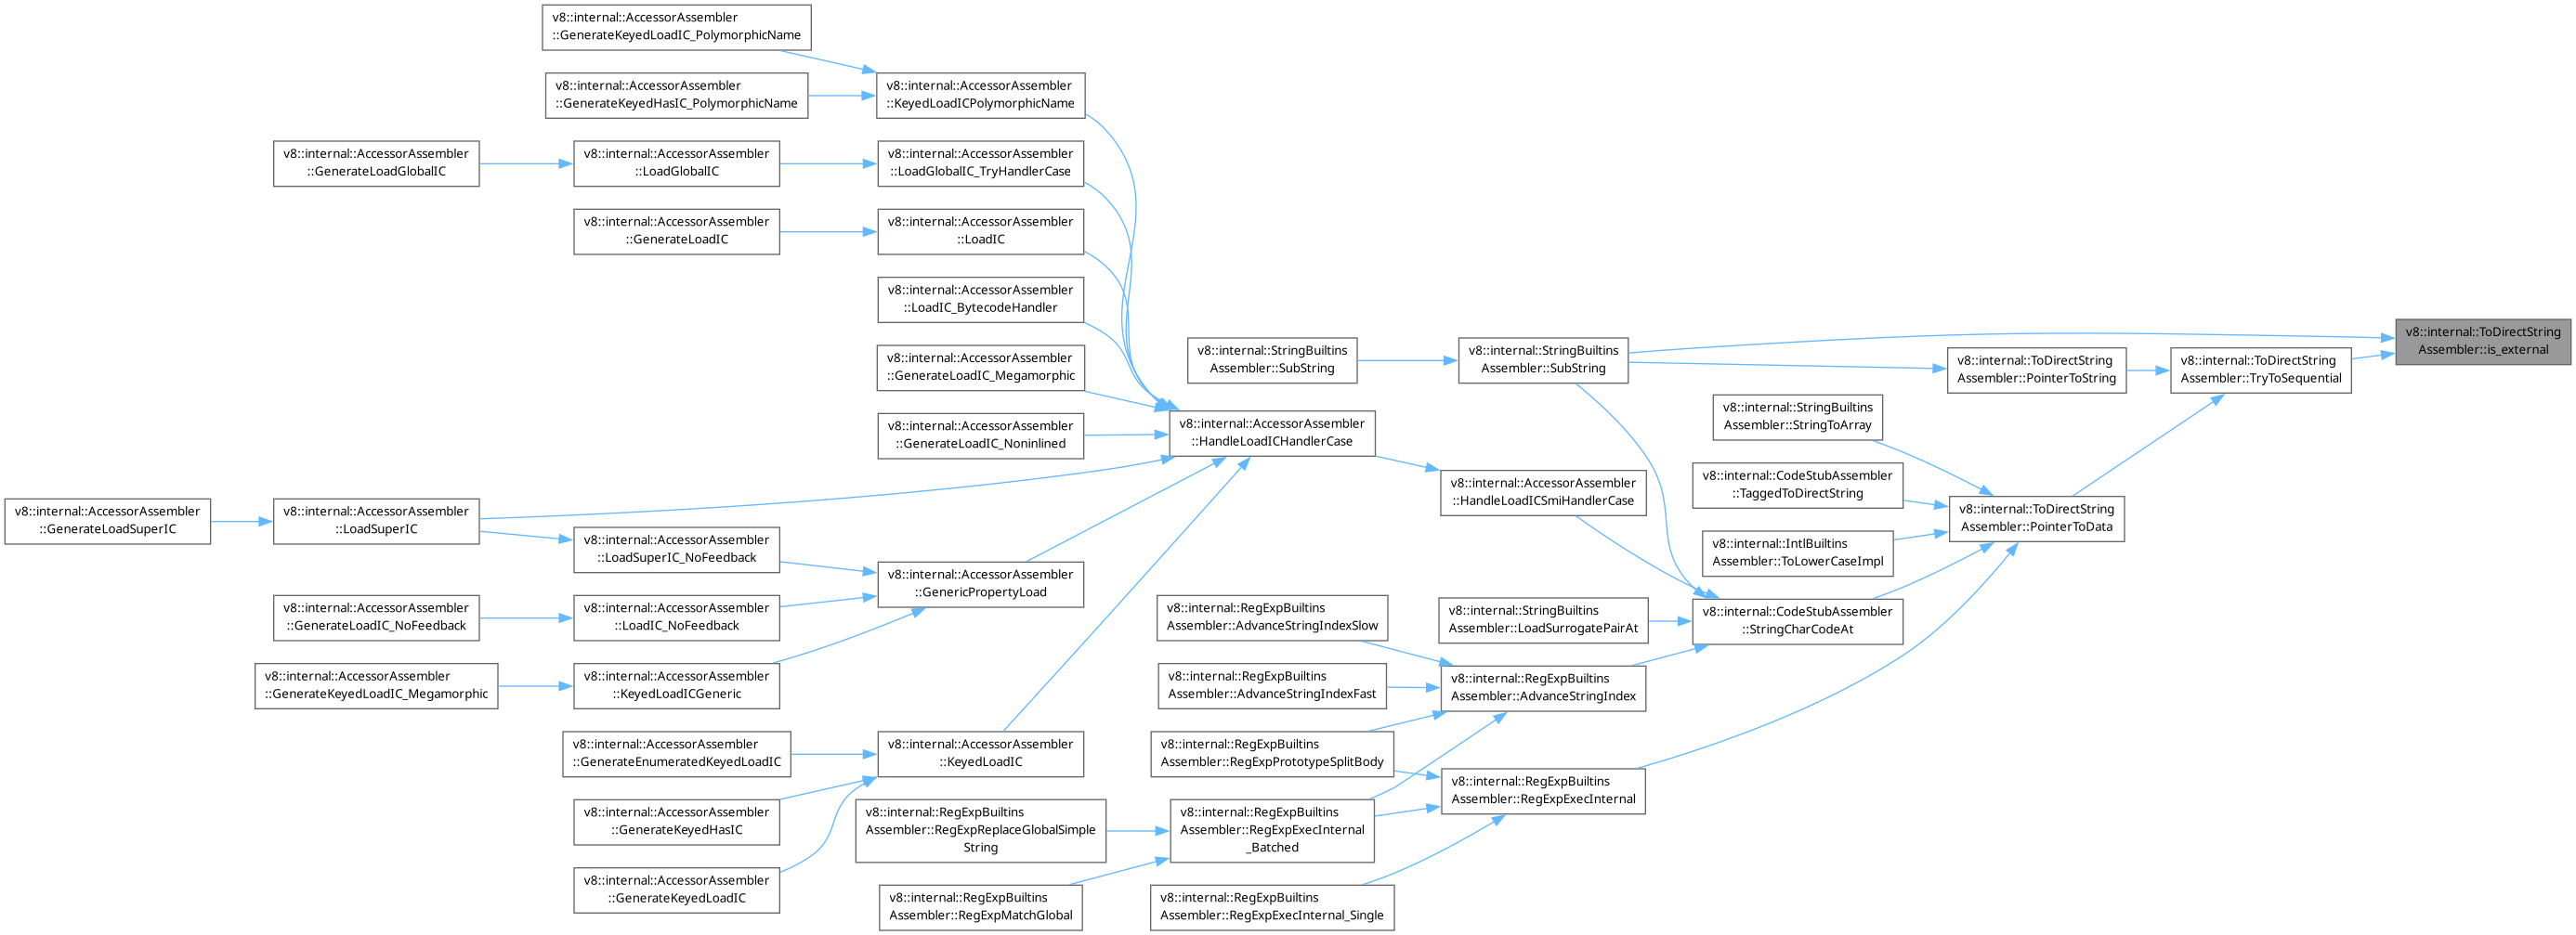 v8::internal::AccessorAssembler
::GenerateKeyedLoadIC_PolymorphicName
v8::internal::AccessorAssembler
::GenerateKeyedHasIC_PolymorphicName
v8::internal::AccessorAssembler
::KeyedLoadICPolymorphicName
v8::internal::AccessorAssembler
::GenerateLoadGlobalIC
v8::internal::AccessorAssembler
::LoadGlobalIC
v8::internal::AccessorAssembler
::LoadGlobalIC_TryHandlerCase
v8::internal::AccessorAssembler
::GenerateLoadIC
v8::internal::AccessorAssembler
::LoadIC
v8::internal::AccessorAssembler
::LoadIC_BytecodeHandler
v8::internal::AccessorAssembler
::GenerateLoadIC_Megamorphic
v8::internal::AccessorAssembler
::GenerateLoadIC_Noninlined
v8::internal::AccessorAssembler
::HandleLoadICHandlerCase
v8::internal::StringBuiltins
Assembler::SubString
v8::internal::StringBuiltins
Assembler::SubString
v8::internal::ToDirectString
Assembler::PointerToString
v8::internal::ToDirectString
Assembler::TryToSequential
v8::internal::ToDirectString
Assembler::is_external
v8::internal::StringBuiltins
Assembler::StringToArray
v8::internal::CodeStubAssembler
::TaggedToDirectString
v8::internal::IntlBuiltins
Assembler::ToLowerCaseImpl
v8::internal::ToDirectString
Assembler::PointerToData
v8::internal::AccessorAssembler
::HandleLoadICSmiHandlerCase
v8::internal::AccessorAssembler
::GenerateLoadSuperIC
v8::internal::AccessorAssembler
::LoadSuperIC
v8::internal::AccessorAssembler
::LoadSuperIC_NoFeedback
v8::internal::AccessorAssembler
::GenericPropertyLoad
v8::internal::AccessorAssembler
::GenerateLoadIC_NoFeedback
v8::internal::AccessorAssembler
::LoadIC_NoFeedback
v8::internal::AccessorAssembler
::GenerateKeyedLoadIC_Megamorphic
v8::internal::AccessorAssembler
::KeyedLoadICGeneric
v8::internal::RegExpBuiltins
Assembler::AdvanceStringIndexSlow
v8::internal::StringBuiltins
Assembler::LoadSurrogatePairAt
v8::internal::CodeStubAssembler
::StringCharCodeAt
v8::internal::RegExpBuiltins
Assembler::AdvanceStringIndexFast
v8::internal::RegExpBuiltins
Assembler::AdvanceStringIndex
v8::internal::AccessorAssembler
::GenerateEnumeratedKeyedLoadIC
v8::internal::AccessorAssembler
::KeyedLoadIC
v8::internal::RegExpBuiltins
Assembler::RegExpPrototypeSplitBody
v8::internal::RegExpBuiltins
Assembler::RegExpExecInternal
v8::internal::AccessorAssembler
::GenerateKeyedHasIC
v8::internal::RegExpBuiltins
Assembler::RegExpReplaceGlobalSimple
String
v8::internal::RegExpBuiltins
Assembler::RegExpExecInternal
_Batched
v8::internal::AccessorAssembler
::GenerateKeyedLoadIC
v8::internal::RegExpBuiltins
Assembler::RegExpMatchGlobal
v8::internal::RegExpBuiltins
Assembler::RegExpExecInternal_Single